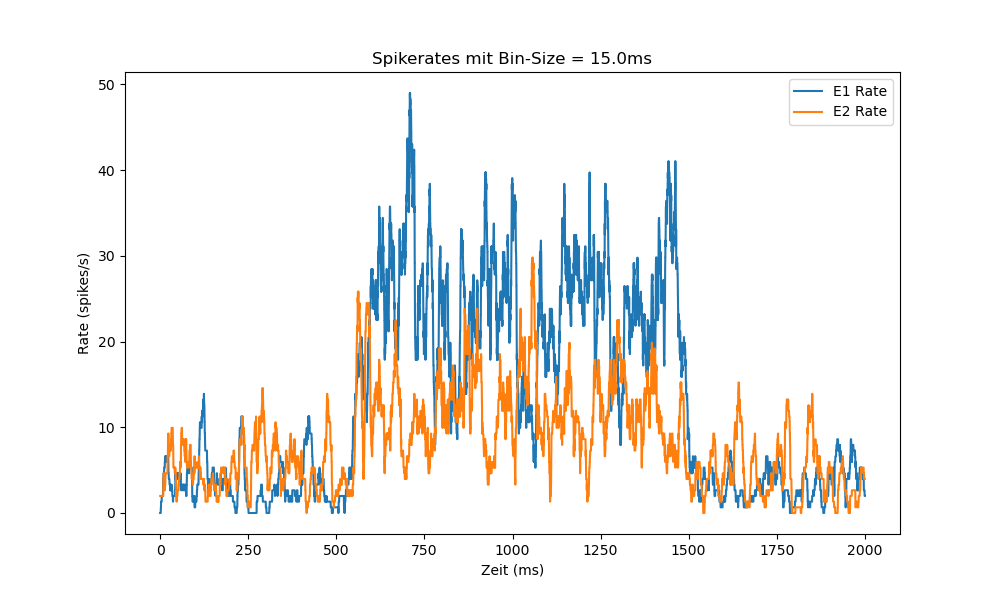 Spikerates mit Bin-Size = 15.0ms
E1 Rate
E2 Rate
50
40
30
20
10
0
Rate (spikes/s)
0 250 500 750 1000 1250 1500 1750 2000
Zeit (ms)